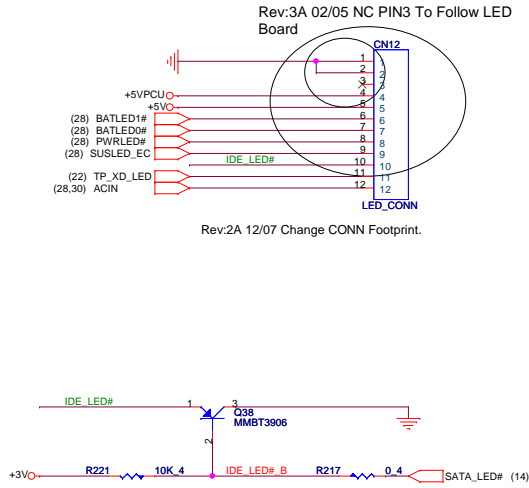 Rev:3A 02/05 NC PIN3 To Follow LED
Board
CN12
1 1
2 2
3 3
+5VPCU 4 4
+5V 5 5
(28) BATLED1# 6 6
(28) BATLED0# 7 7
(28) PWRLED# 8 8
(28) SUSLED_EC 9 9
IDE_LED# 10 10
(22) TP_XD_LED 11 11
(28,30) ACIN 12 12
LED_CONN
Rev:2A 12/07 Change CONN Footprint.
IDE_LED# 1 3
Q38
MMBT3906
2
+3V R221 10K_4 IDE_LED#_B R217 0_4 SATA_LED# (14)